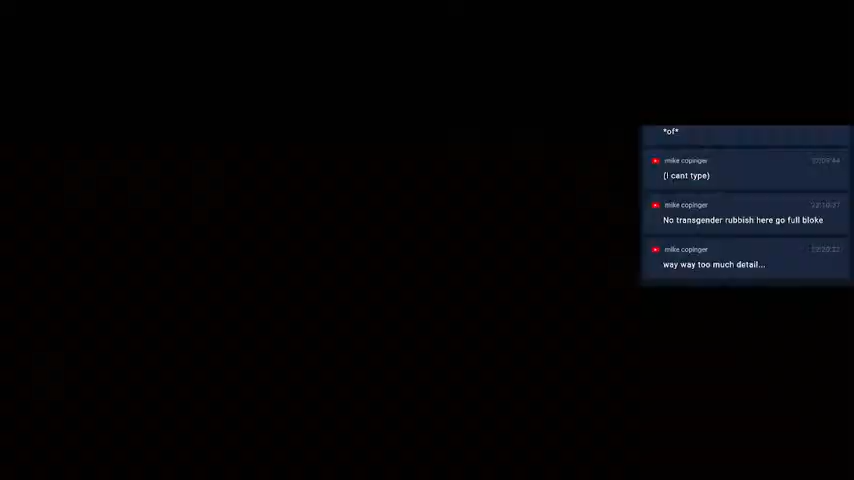 *of*
mike copinger
(I cant type)
mike copinger
No transgender rubbish here go full bloke
mike copinger
way way too much detail...